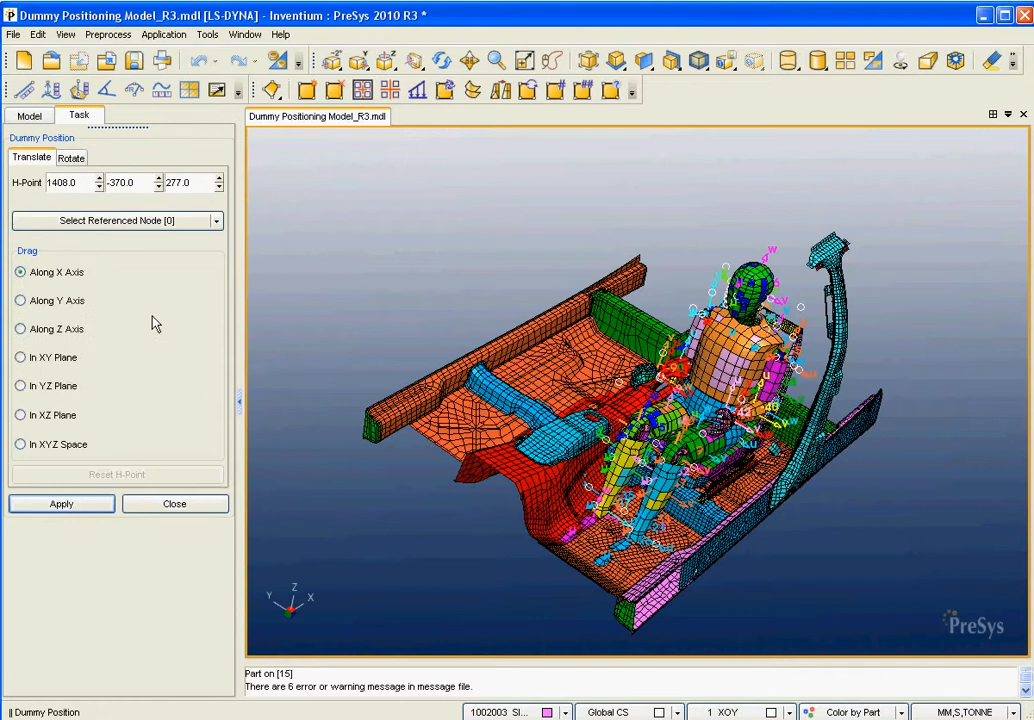 Dummy Positioning Model_R3.mdl [LS-DYNA] - Inventium : PreSys 2010 R3 *
File Edit View Preprocess Application Tools Window Help
Model Task
Dummy Positioning Model_R3.mdl
Dummy Position
Translate Rotate
H-Point 1408.0 -370.0 277.0
Select Referenced Node [0]
Drag
Along X Axis
Along Y Axis
Along Z Axis
In XY Plane
In YZ Plane
In XZ Plane
In XYZ Space
Reset H-Point
Apply Close
Z
Y X
PreSys
Part on [15]
There are 6 error or warning message in message file.
|| Dummy Position 1002003 SI... Global CS 1 XOY Color by Part MM,S,TONNE